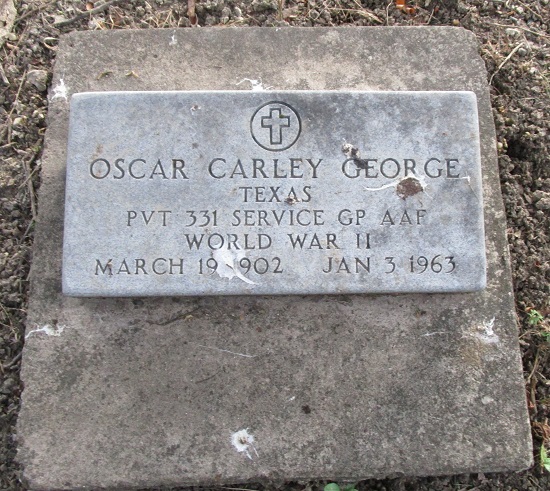 OSCAR CARLEY GEORGE
TEXAS
PVT 331 SERVICE GP AAF
WORLD WAR II
MARCH 19 1902 JAN 3 1963